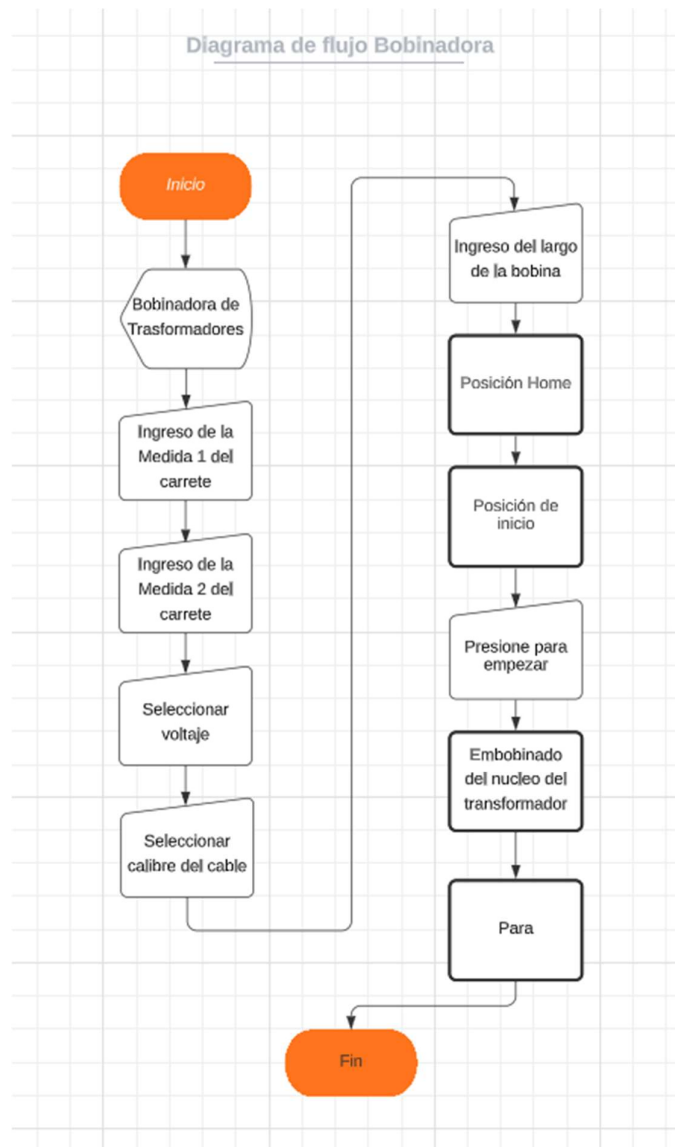 Diagrama de flujo Bobinadora
Inicio
Bobinadora de
Trasformadores
Ingreso de la
Medida 1 del
carrete
Ingreso de la
Medida 2 del
carrete
Seleccionar
voltaje
Seleccionar
calibre del cable
Ingreso del largo
de la bobina
Posición Home
Posición de
inicio
Presione para
empezar
Embobinado
del nucleo del
transformador
Para
Fin